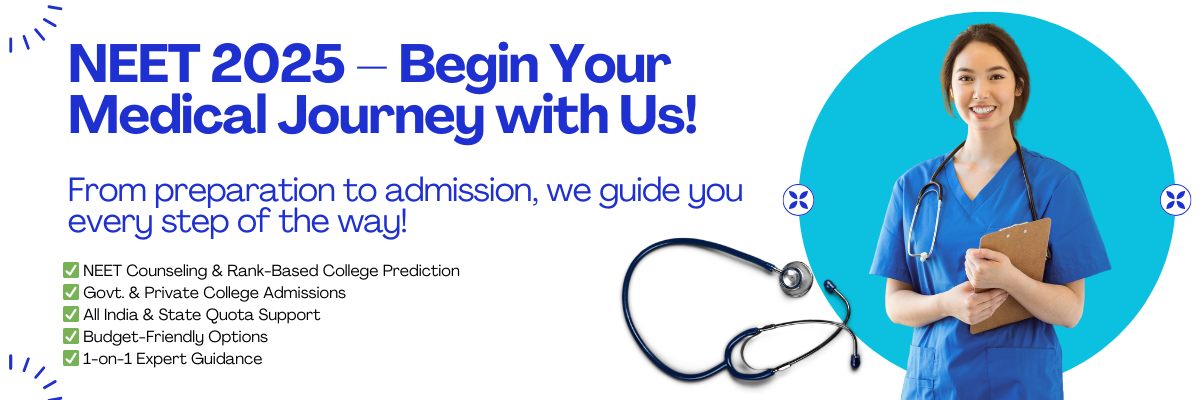 NEET 2025 — Begin Your
Medical Journey with Us!
From preparation to admission, we guide you
every step of the way!
✅ NEET Counseling & Rank-Based College Prediction
✅ Govt. & Private College Admissions
✅ All India & State Quota Support
✅ Budget-Friendly Options
✅ 1-on-1 Expert Guidance